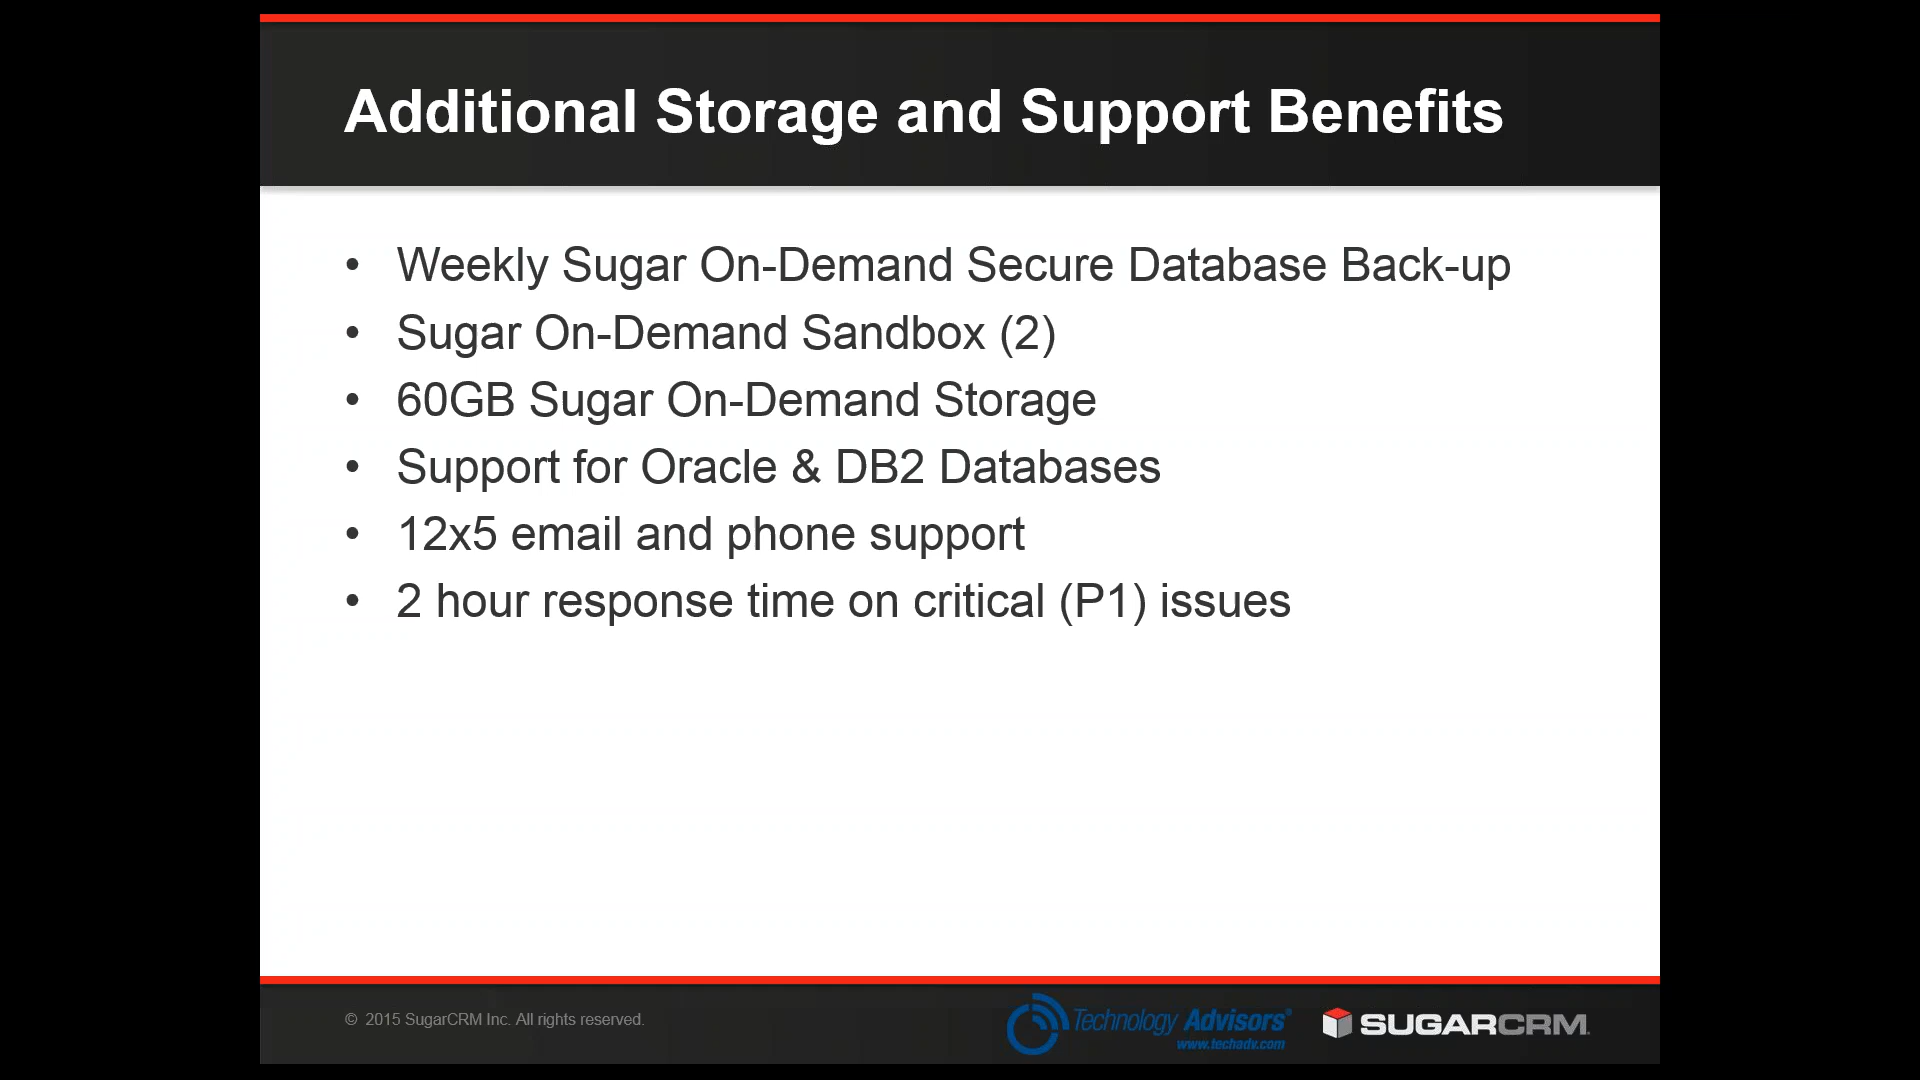 Additional Storage and Support Benefits
• Weekly Sugar On-Demand Secure Database Back-up
• Sugar On-Demand Sandbox (2)
• 60GB Sugar On-Demand Storage
• Support for Oracle & DB2 Databases
• 12x5 email and phone support
• 2 hour response time on critical (P1) issues
© 2015 SugarCRM Inc. All rights reserved.
Technology Advisors®
www.techadv.com
SUGARCRM